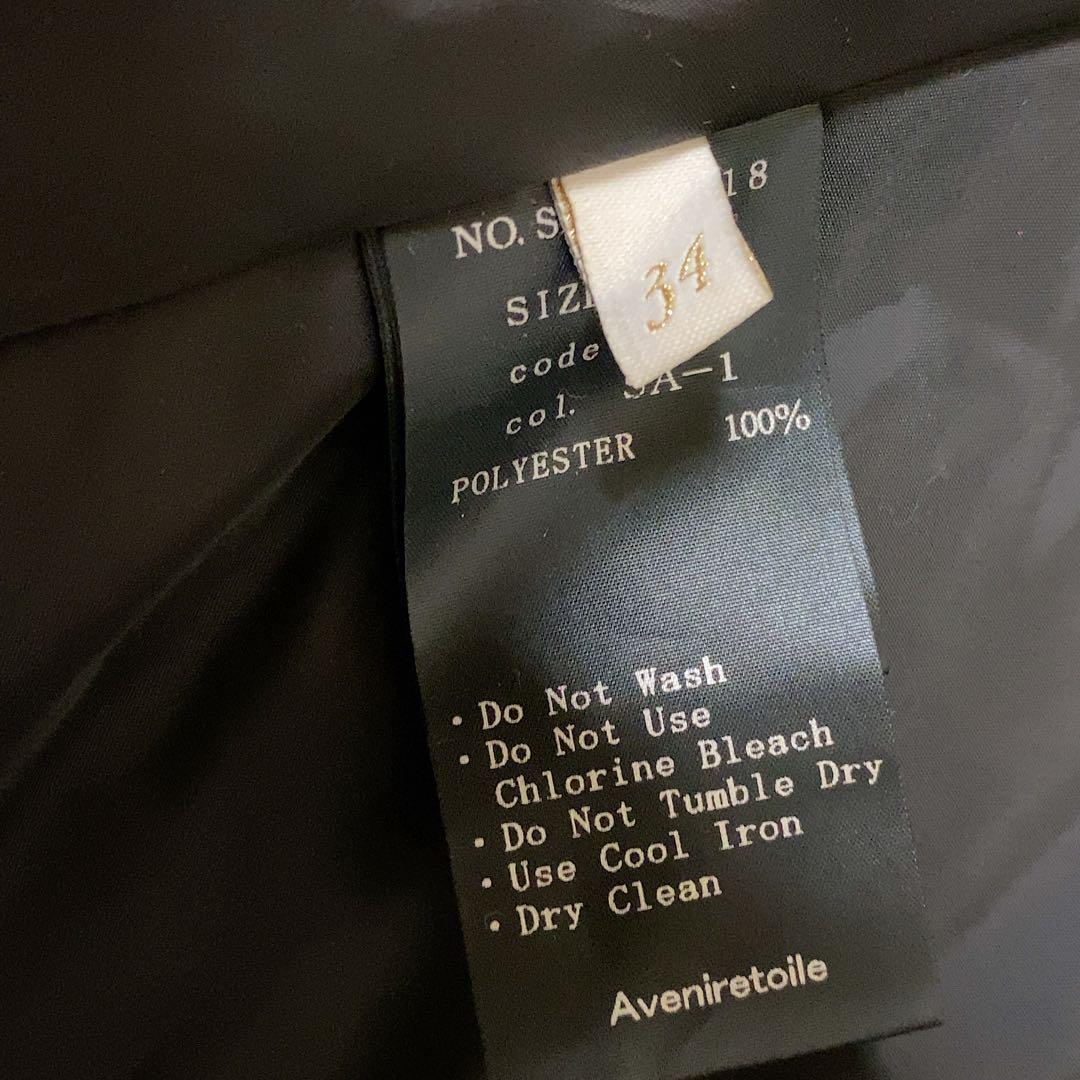 NO. S 18
34
SIZ
code
col. SA-1
POLYESTER 100%
・Do Not Wash
・Do Not Use
Chlorine Bleach
・Do Not Tumble Dry
・Use Cool Iron
・Dry Clean
Aveniretoile